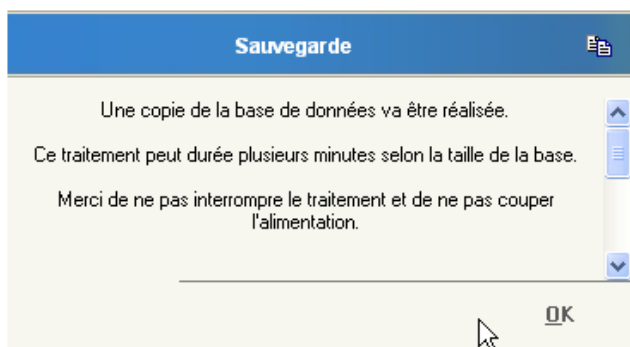 Sauvegarde
Une copie de la base de données va être réalisée.
Ce traitement peut durée plusieurs minutes selon la taille de la base.
Merci de ne pas interrompre le traitement et de ne pas couper
l'alimentation.
OK